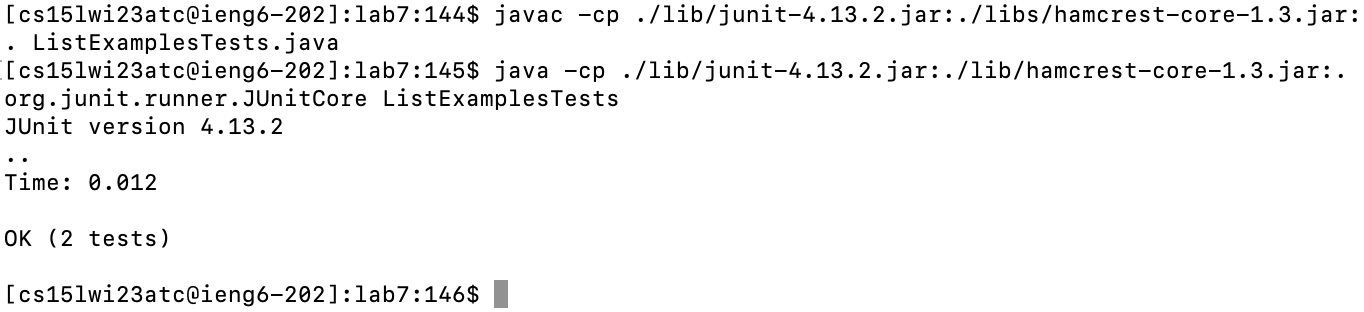 [cs15lwi23atc@ieng6-202]:lab7:144$ javac -cp ./lib/junit-4.13.2.jar:./libs/hamcrest-core-1.3.jar:
. ListExamplesTests.java
[cs15lwi23atc@ieng6-202]:lab7:145$ java -cp ./lib/junit-4.13.2.jar:./lib/hamcrest-core-1.3.jar:.
org.junit.runner.JUnitCore ListExamplesTests
JUnit version 4.13.2
..
Time: 0.012
OK (2 tests)
[cs15lwi23atc@ieng6-202]:lab7:146$